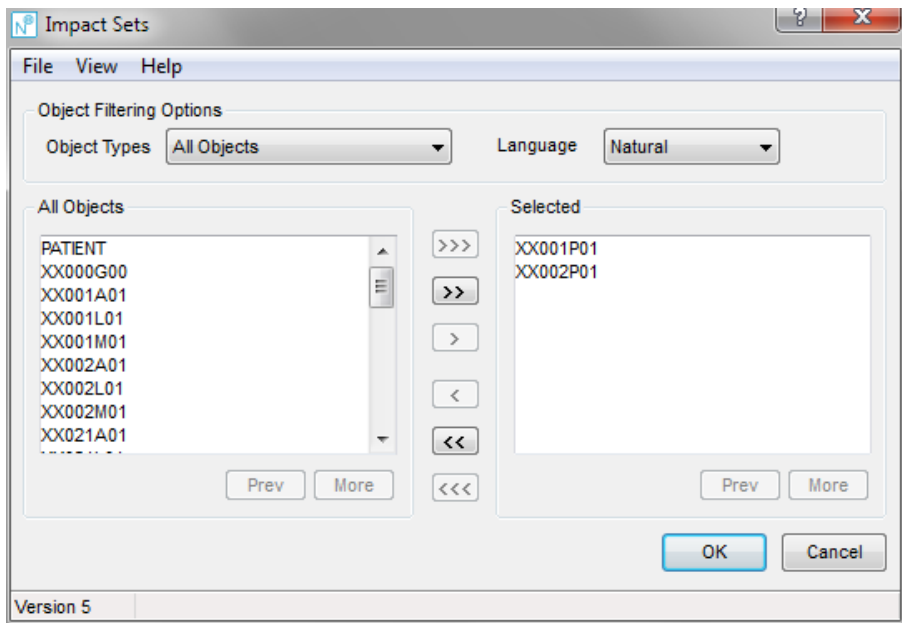 Impact Sets
File View Help
Object Filtering Options
Object Types All Objects Language Natural
All Objects
PATIENT
XX000G00
XX001A01
XX001L01
XX001M01
XX002A01
XX002L01
XX002M01
XX021A01
Prev More
>>>
>>
>
<
<<
<<<
Selected
XX001P01
XX002P01
Prev More
OK Cancel
Version 5